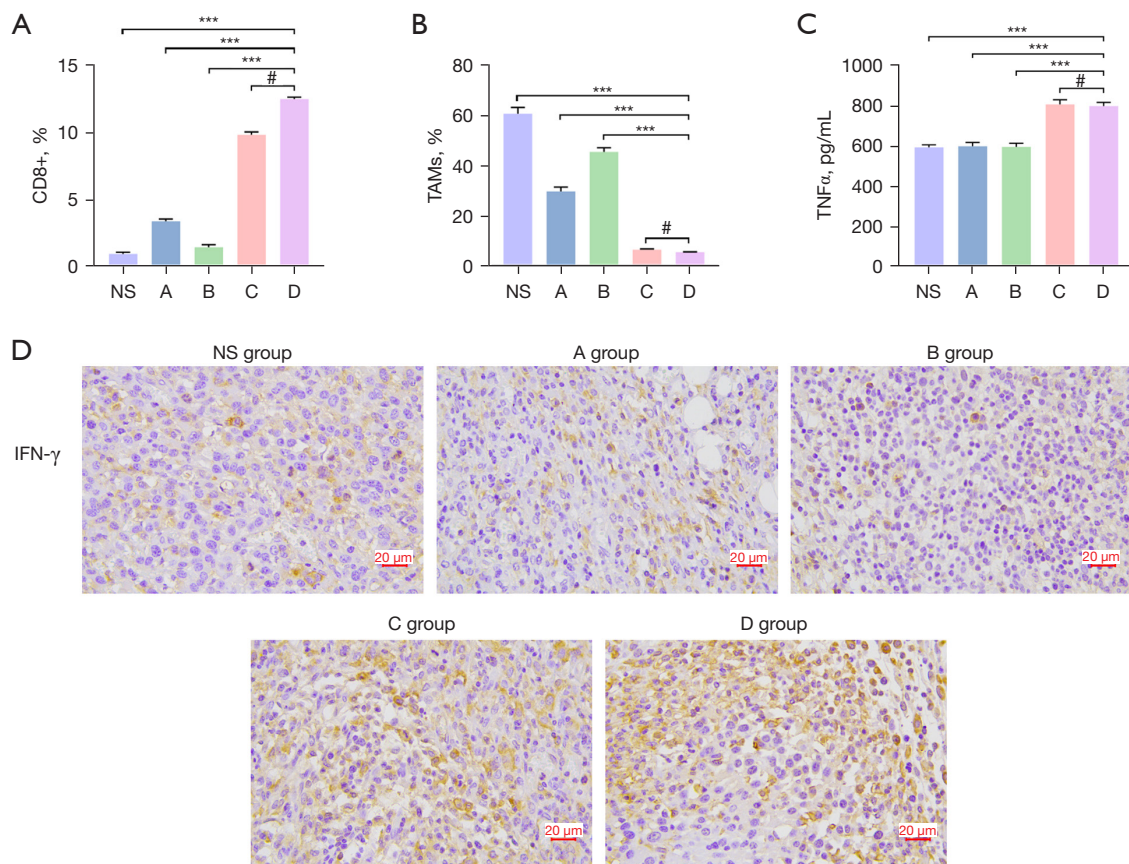 A
***
***
***
#
15
10
5
0
CD8+, %
NS A B C D
B
***
***
***
#
80
60
40
20
0
TAMs, %
NS A B C D
C
***
***
***
#
1000
800
600
400
200
0
TNFα, pg/mL
NS A B C D
D
NS group
A group
B group
IFN-γ
20 µm
20 µm
20 µm
C group
D group
20 µm
20 µm